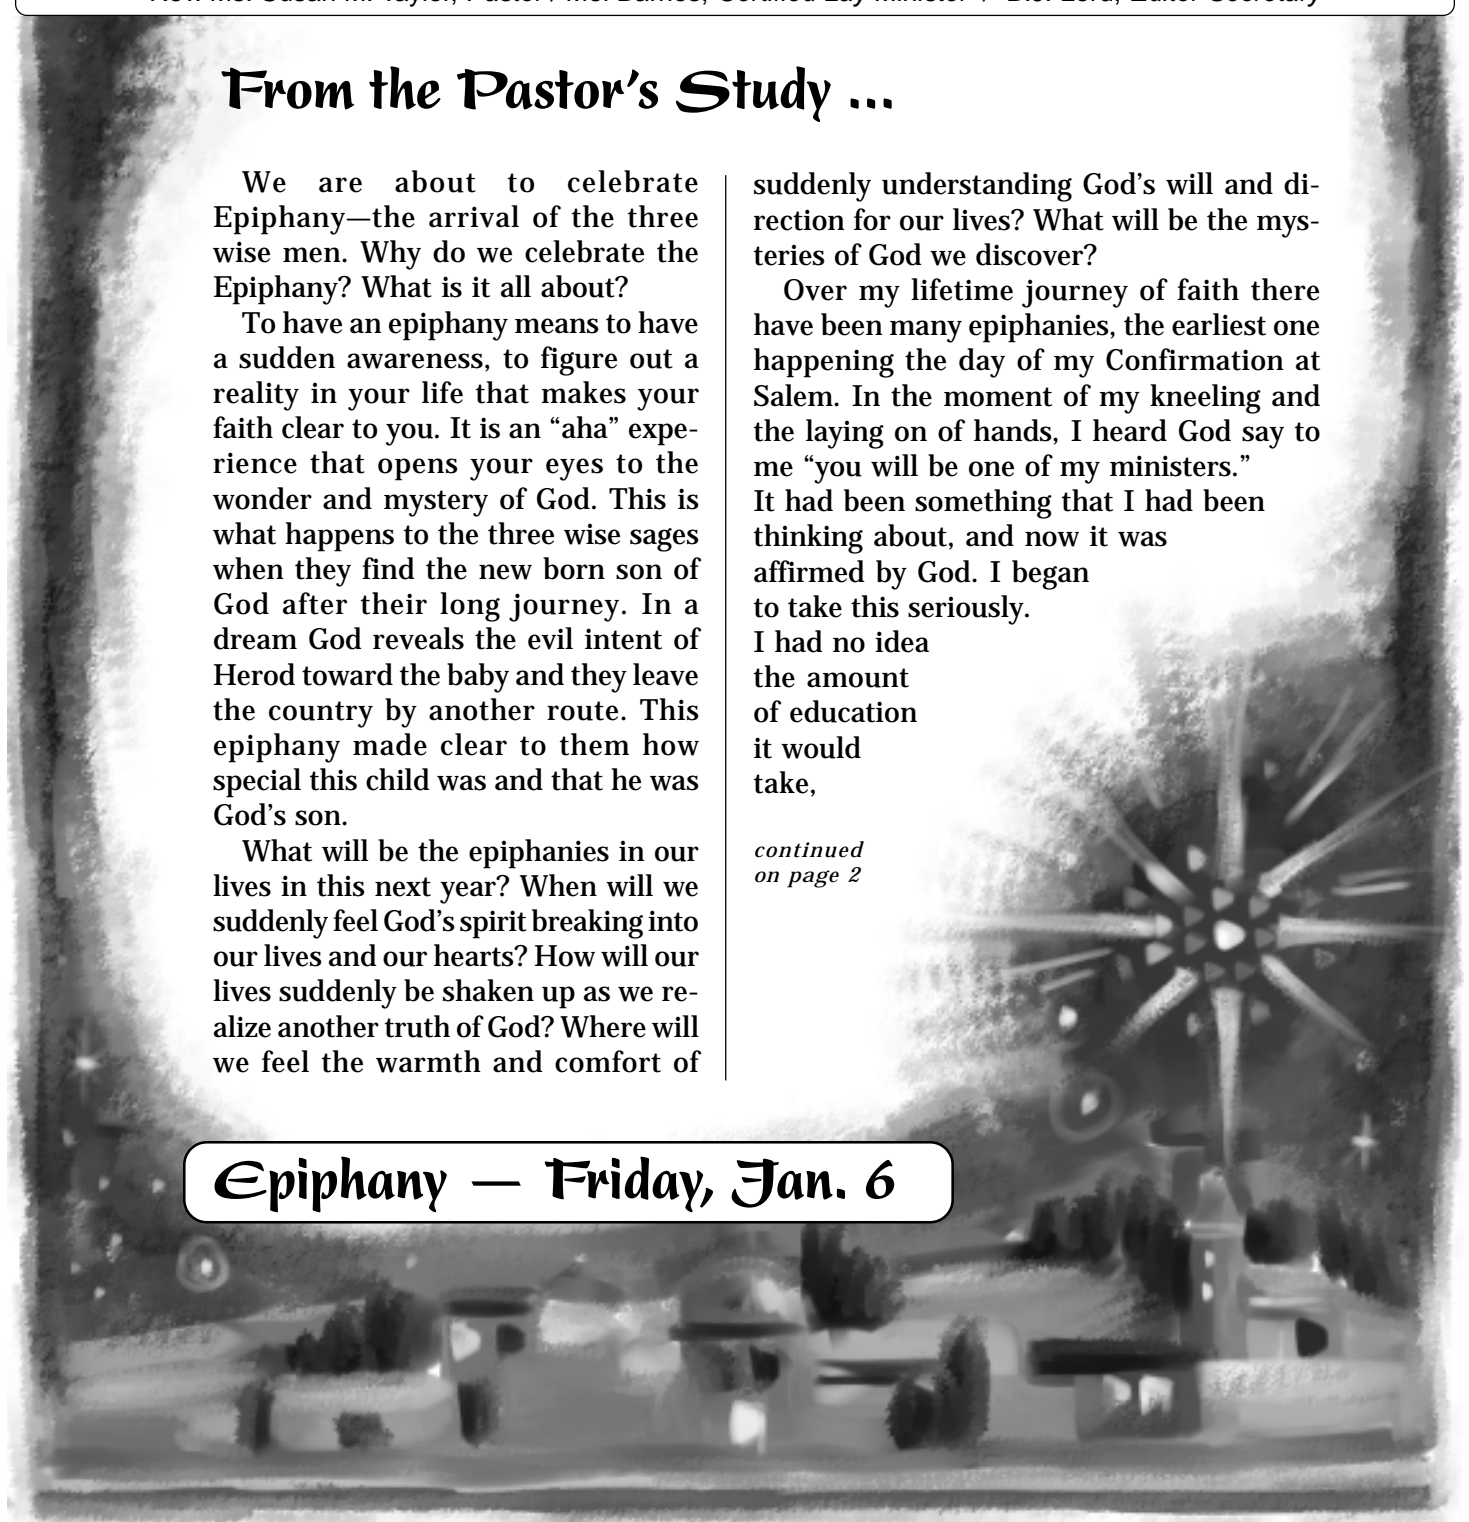 From the Pastor's Study ...
We are about to celebrate
Epiphany—the arrival of the three
wise men. Why do we celebrate the
Epiphany? What is it all about?
To have an epiphany means to have
a sudden awareness, to figure out a
reality in your life that makes your
faith clear to you. It is an “aha” expe-
rience that opens your eyes to the
wonder and mystery of God. This is
what happens to the three wise sages
when they find the new born son of
God after their long journey. In a
dream God reveals the evil intent of
Herod toward the baby and they leave
the country by another route. This
epiphany made clear to them how
special this child was and that he was
God’s son.
What will be the epiphanies in our
lives in this next year? When will we
suddenly feel God’s spirit breaking into
our lives and our hearts? How will our
lives suddenly be shaken up as we re-
alize another truth of God? Where will
we feel the warmth and comfort of
suddenly understanding God’s will and di-
rection for our lives? What will be the mys-
teries of God we discover?
Over my lifetime journey of faith there
have been many epiphanies, the earliest one
happening the day of my Confirmation at
Salem. In the moment of my kneeling and
the laying on of hands, I heard God say to
me “you will be one of my ministers.”
It had been something that I had been
thinking about, and now it was
affirmed by God. I began
to take this seriously.
I had no idea
the amount
of education
it would
take,
continued
on page 2
Epiphany — Friday, Jan. 6